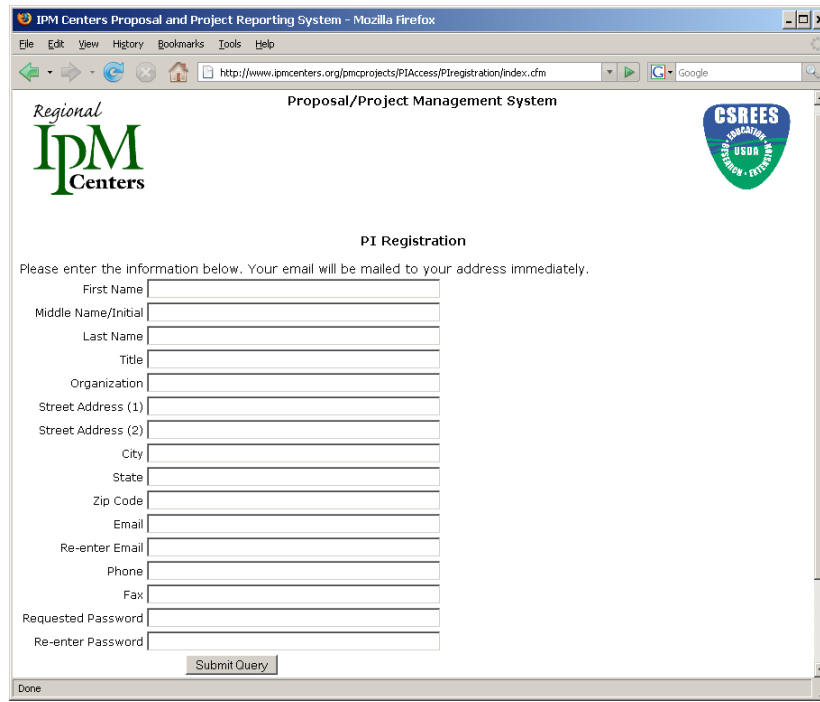 IPM Centers Proposal and Project Reporting System - Mozilla Firefox
File Edit View History Bookmarks Tools Help
http://www.ipmcenters.org/pmcprojects/PIAccess/PIregistration/index.cfm
G Google
Regional
IPM
Centers
Proposal/Project Management System
CSREES
EDUCATION
USDA
RESEARCH · EXTENSION
PI Registration
Please enter the information below. Your email will be mailed to your address immediately.
First Name
Middle Name/Initial
Last Name
Title
Organization
Street Address (1)
Street Address (2)
City
State
Zip Code
Email
Re-enter Email
Phone
Fax
Requested Password
Re-enter Password
Submit Query
Done